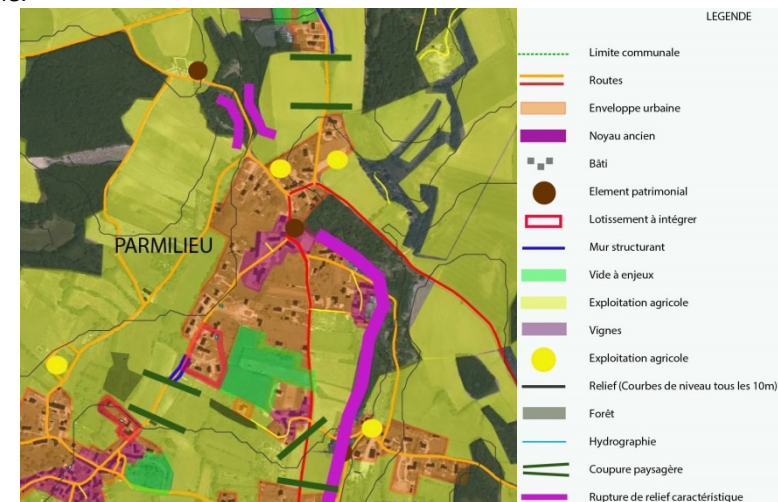 LEGENDE
Limite communale
Routes
Enveloppe urbaine
Noyau ancien
Bâti
Element patrimonial
Lotissement à intégrer
Mur structurant
Vide à enjeux
Exploitation agricole
Vignes
Exploitation agricole
Relief (Courbes de niveau tous les 10m)
Forêt
Hydrographie
Coupure paysagère
Rupture de relief caractéristique
PARMILIEU